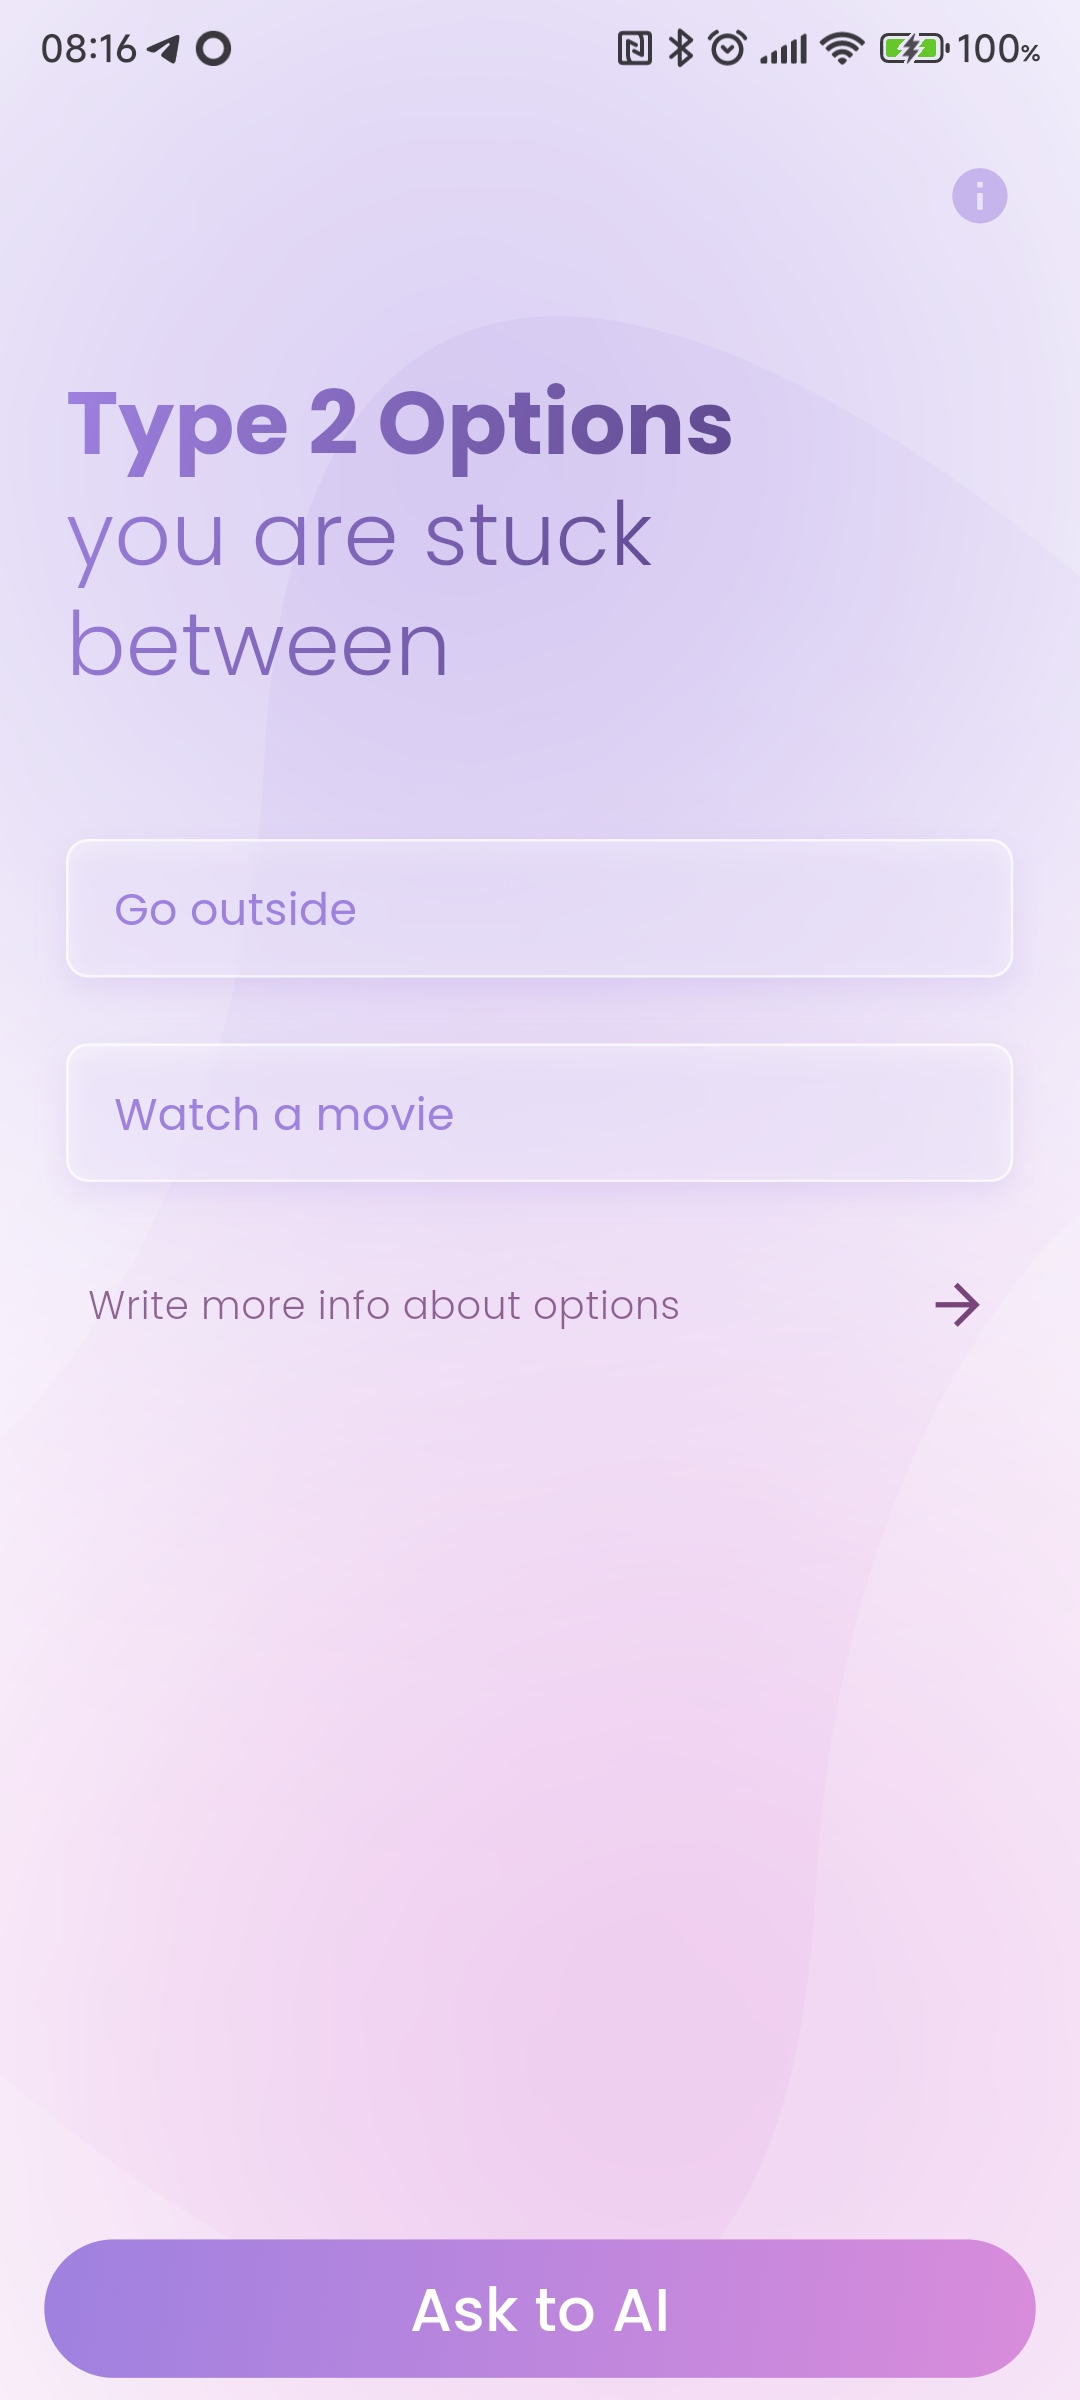 08:16
100%
Type 2 Options
you are stuck
between
Go outside
Watch a movie
Write more info about options
Ask to AI